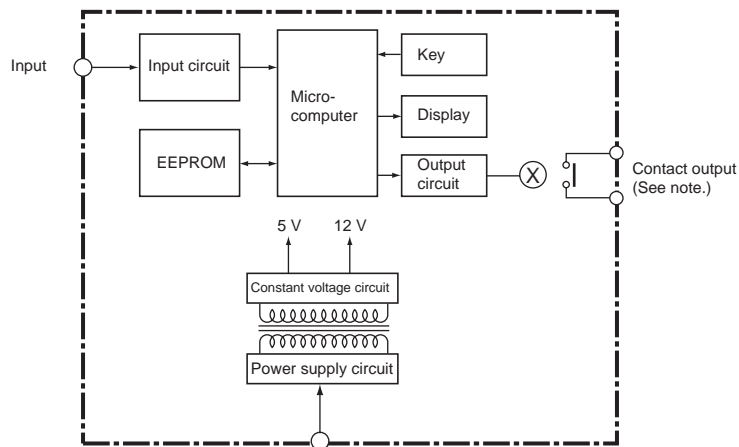 Input
Input circuit
Micro-
computer
Key
Display
EEPROM
Output
circuit
X
Contact output
(See note.)
5 V
12 V
Constant voltage circuit
Power supply circuit